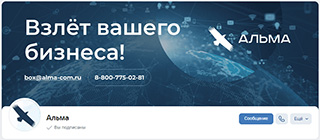 Взлёт вашего
бизнеса!
АЛЬМА
box@alma-com.ru
8-800-775-02-81
Альма
Вы подписаны
Сообщение
Ещё